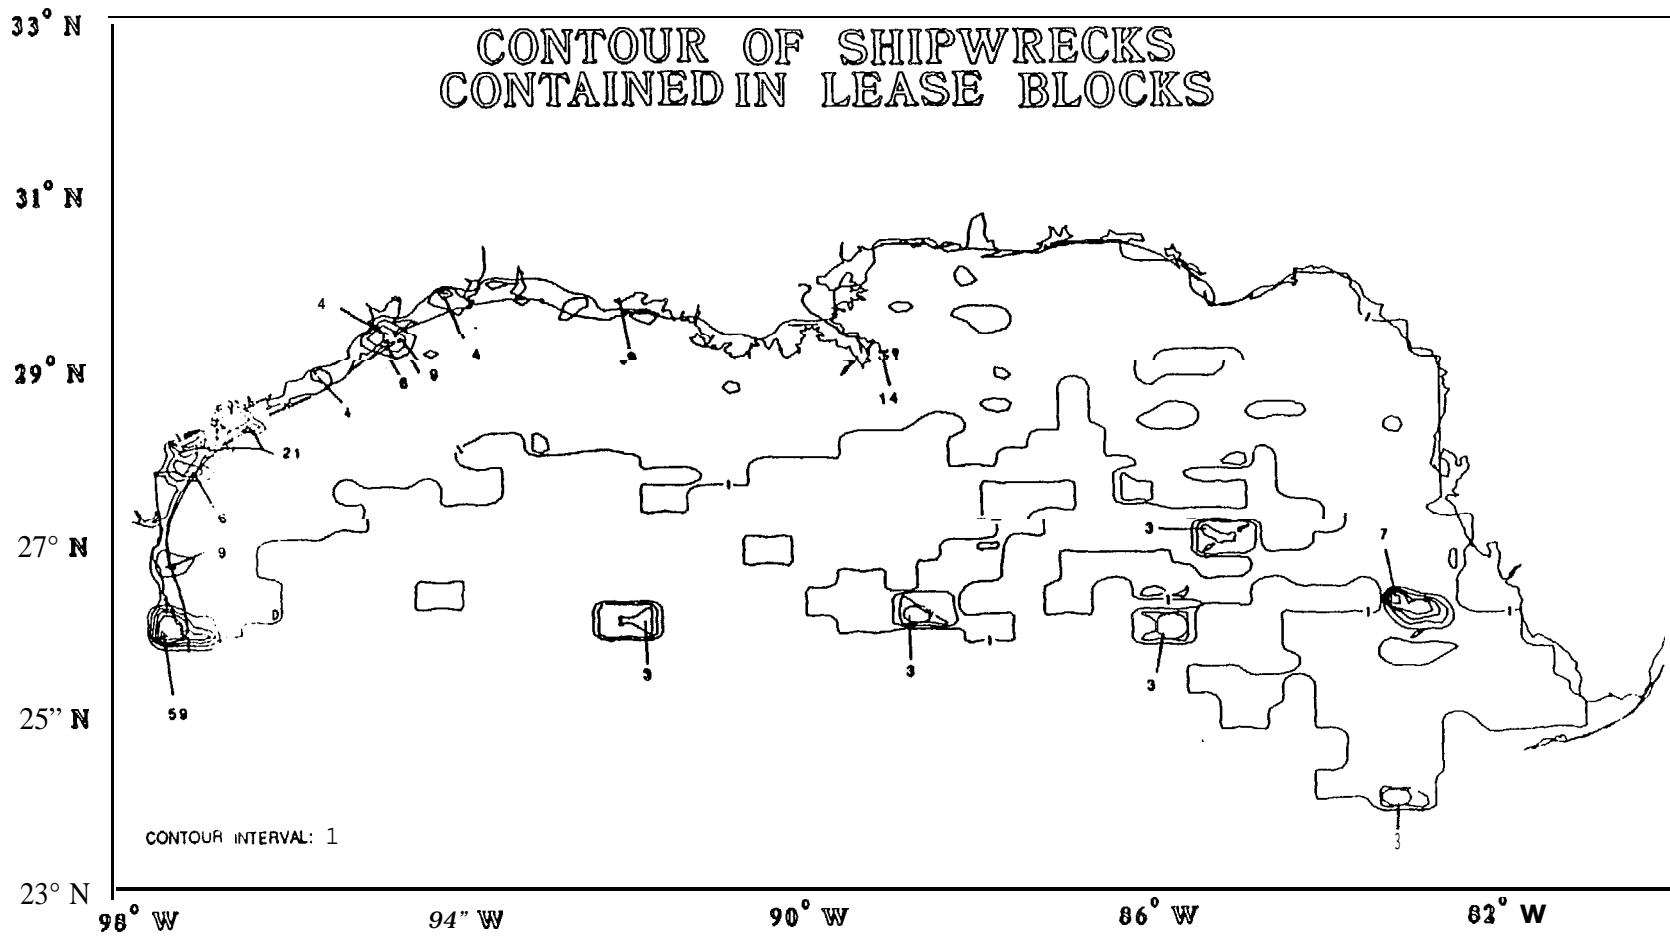 33° N
CONTOUR OF SHIPWRECKS
CONTAINED IN LEASE BLOCKS
31° N
4
4
29° N
14
8 9
4
21
6
3
27° N
9
7
1
1
1
1
1
D
3
3
3
59
25” N
CONTOUR INTERVAL: 1
3
23° N
98° W 94” W 90° W 86° W 82° W